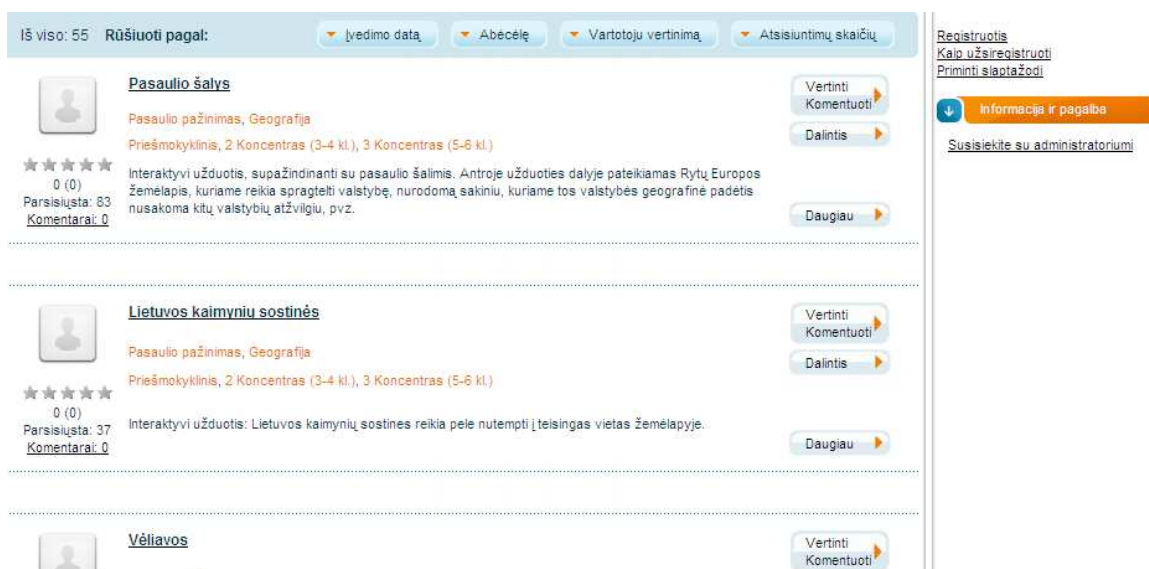 Iš viso: 55 Rūšiuoti pagal: Įvedimo datą Abėcėlę Vartotojų vertinimą Atsisiuntimų skaičių
Pasaulio šalys
Pasaulio pažinimas, Geografija
Priešmokyklinis, 2 Koncentras (3-4 kl.), 3 Koncentras (5-6 kl.)
Interaktyvi užduotis, supažindinanti su pasaulio šalimis. Antroje užduoties dalyje pateikiamas Rytų Europos
žemėlapis, kuriame reikia spragtelti valstybę, nurodomą sakiniu, kuriame tos valstybės geografinė padėtis
nusakoma kitų valstybių atžvilgiu, pvz.
0 (0)
Parsisiųsta: 83
Komentarai: 0
Vertinti
Komentuoti
Dalintis
Daugiau
Lietuvos kaimynių sostinės
Pasaulio pažinimas, Geografija
Priešmokyklinis, 2 Koncentras (3-4 kl.), 3 Koncentras (5-6 kl.)
Interaktyvi užduotis: Lietuvos kaimynių sostines reikia pele nutempti į teisingas vietas žemėlapyje.
0 (0)
Parsisiųsta: 37
Komentarai: 0
Vertinti
Komentuoti
Dalintis
Daugiau
Vėliavos
Vertinti
Komentuoti
Registruotis
Kaip užsiregistruoti
Priminti slaptažodį
Informacija ir pagalba
Susisiekite su administratoriumi